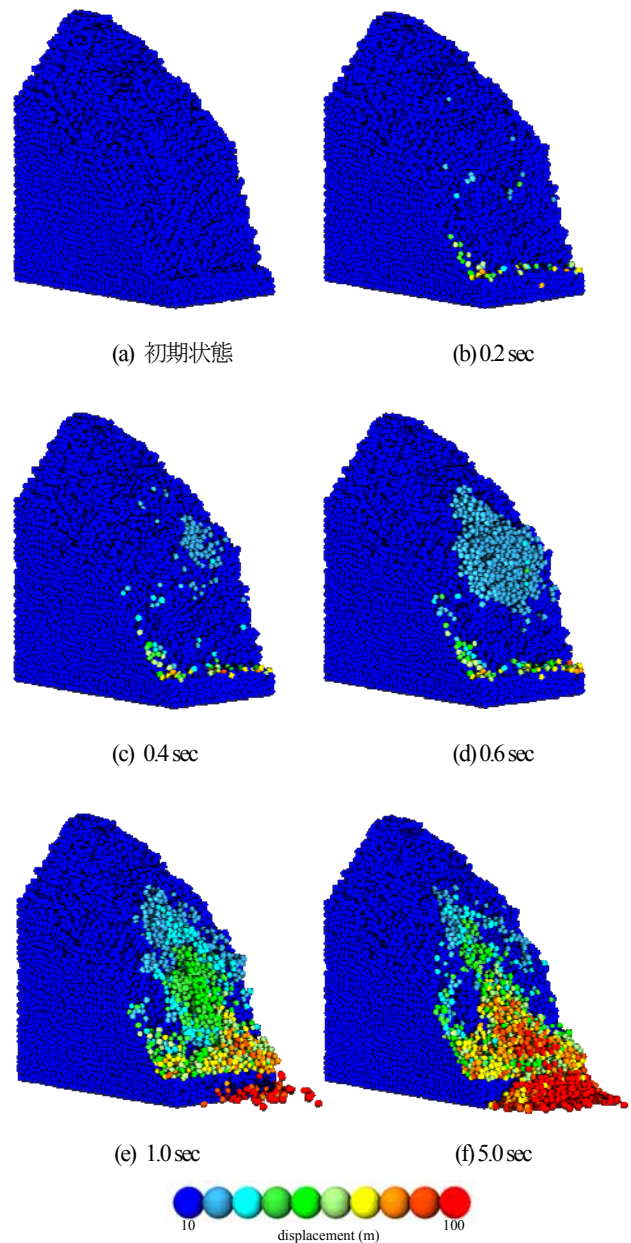 (a) 初期状態
(b) 0.2 sec
(c) 0.4 sec
(d) 0.6 sec
(e) 1.0 sec
(f) 5.0 sec
10
100
displacement (m)